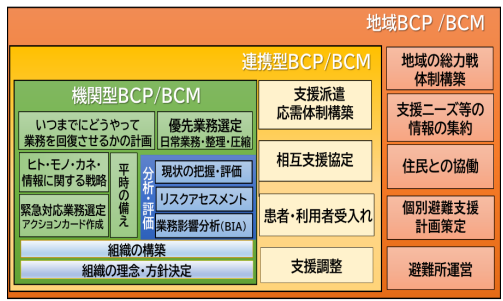 地域BCP /BCM
連携型BCP/BCM
機関型BCP/BCM
いつまでにどうやって
業務を回復させるかの計画
優先業務選定
日常業務・整理・圧縮
ヒト・モノ・カネ・
情報に関する戦略
緊急対応業務選定
アクションカード作成
平時の備え
分析・評価
現状の把握・評価
リスクアセスメント
業務影響分析(BIA)
組織の構築
組織の理念・方針決定
支援派遣
応需体制構築
相互支援協定
患者・利用者受入れ
支援調整
地域の総力戦
体制構築
支援ニーズ等の
情報の集約
住民との協働
個別避難支援
計画策定
避難所運営